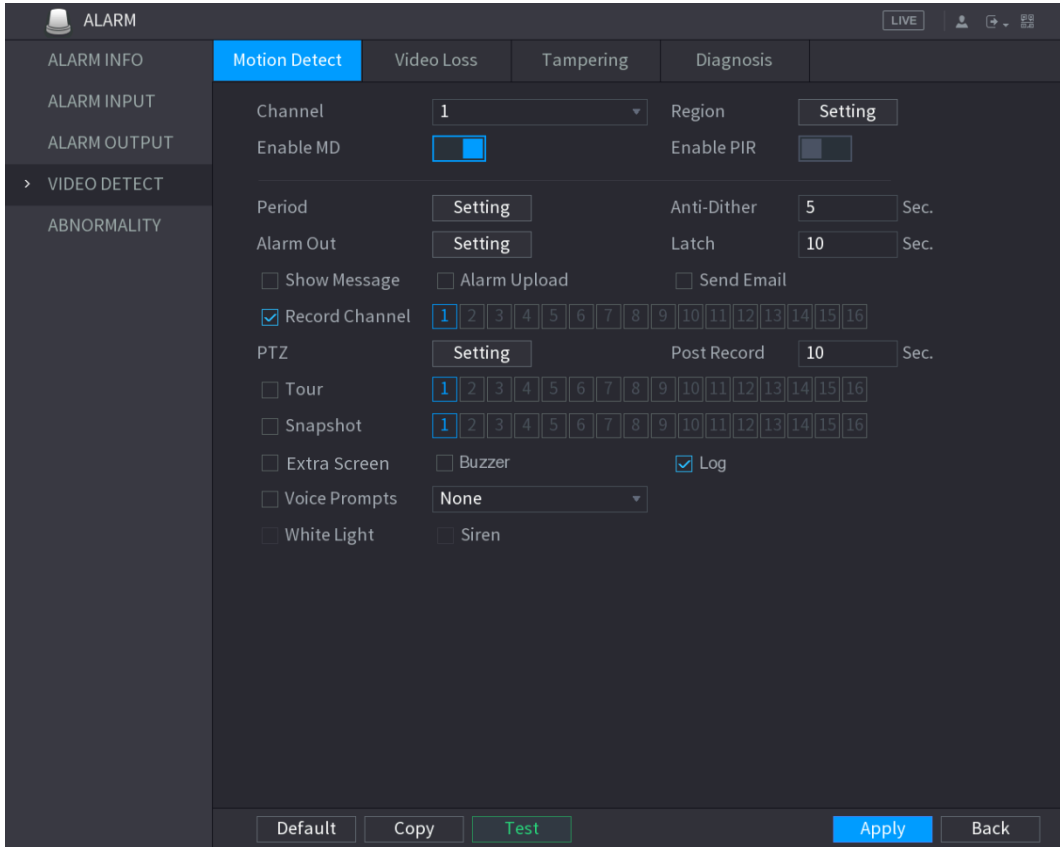 ALARM
LIVE
ALARM INFO
ALARM INPUT
ALARM OUTPUT
> VIDEO DETECT
ABNORMALITY
Motion Detect Video Loss Tampering Diagnosis
Channel 1 Region Setting
Enable MD Enable PIR
Period Setting Anti-Dither 5 Sec.
Alarm Out Setting Latch 10 Sec.
Show Message Alarm Upload Send Email
Record Channel 1 2 3 4 5 6 7 8 9 10 11 12 13 14 15 16
PTZ Setting Post Record 10 Sec.
Tour 1 2 3 4 5 6 7 8 9 10 11 12 13 14 15 16
Snapshot 1 2 3 4 5 6 7 8 9 10 11 12 13 14 15 16
Extra Screen Buzzer Log
Voice Prompts None
White Light Siren
Default Copy Test Apply Back